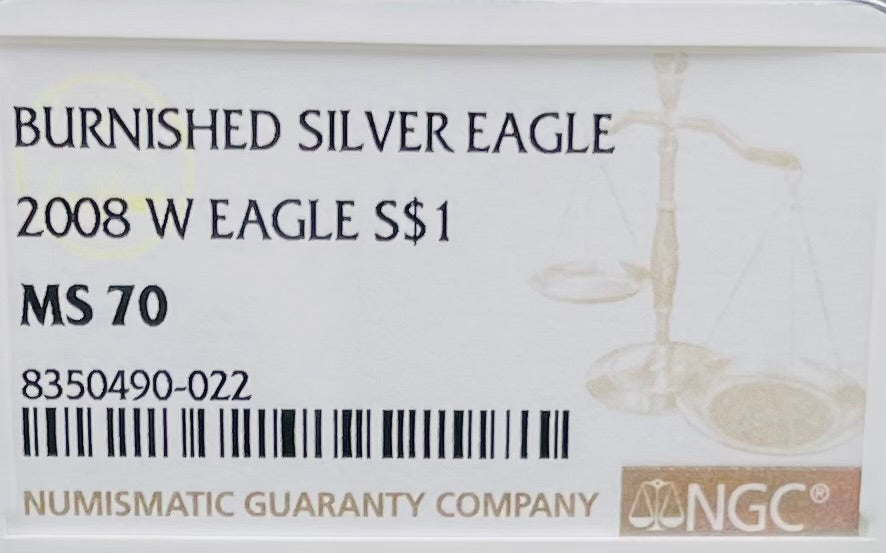 BURNISHED SILVER EAGLE
2008 W EAGLE S$1
MS 70
8350490-022
NUMISMATIC GUARANTY COMPANY NGC®